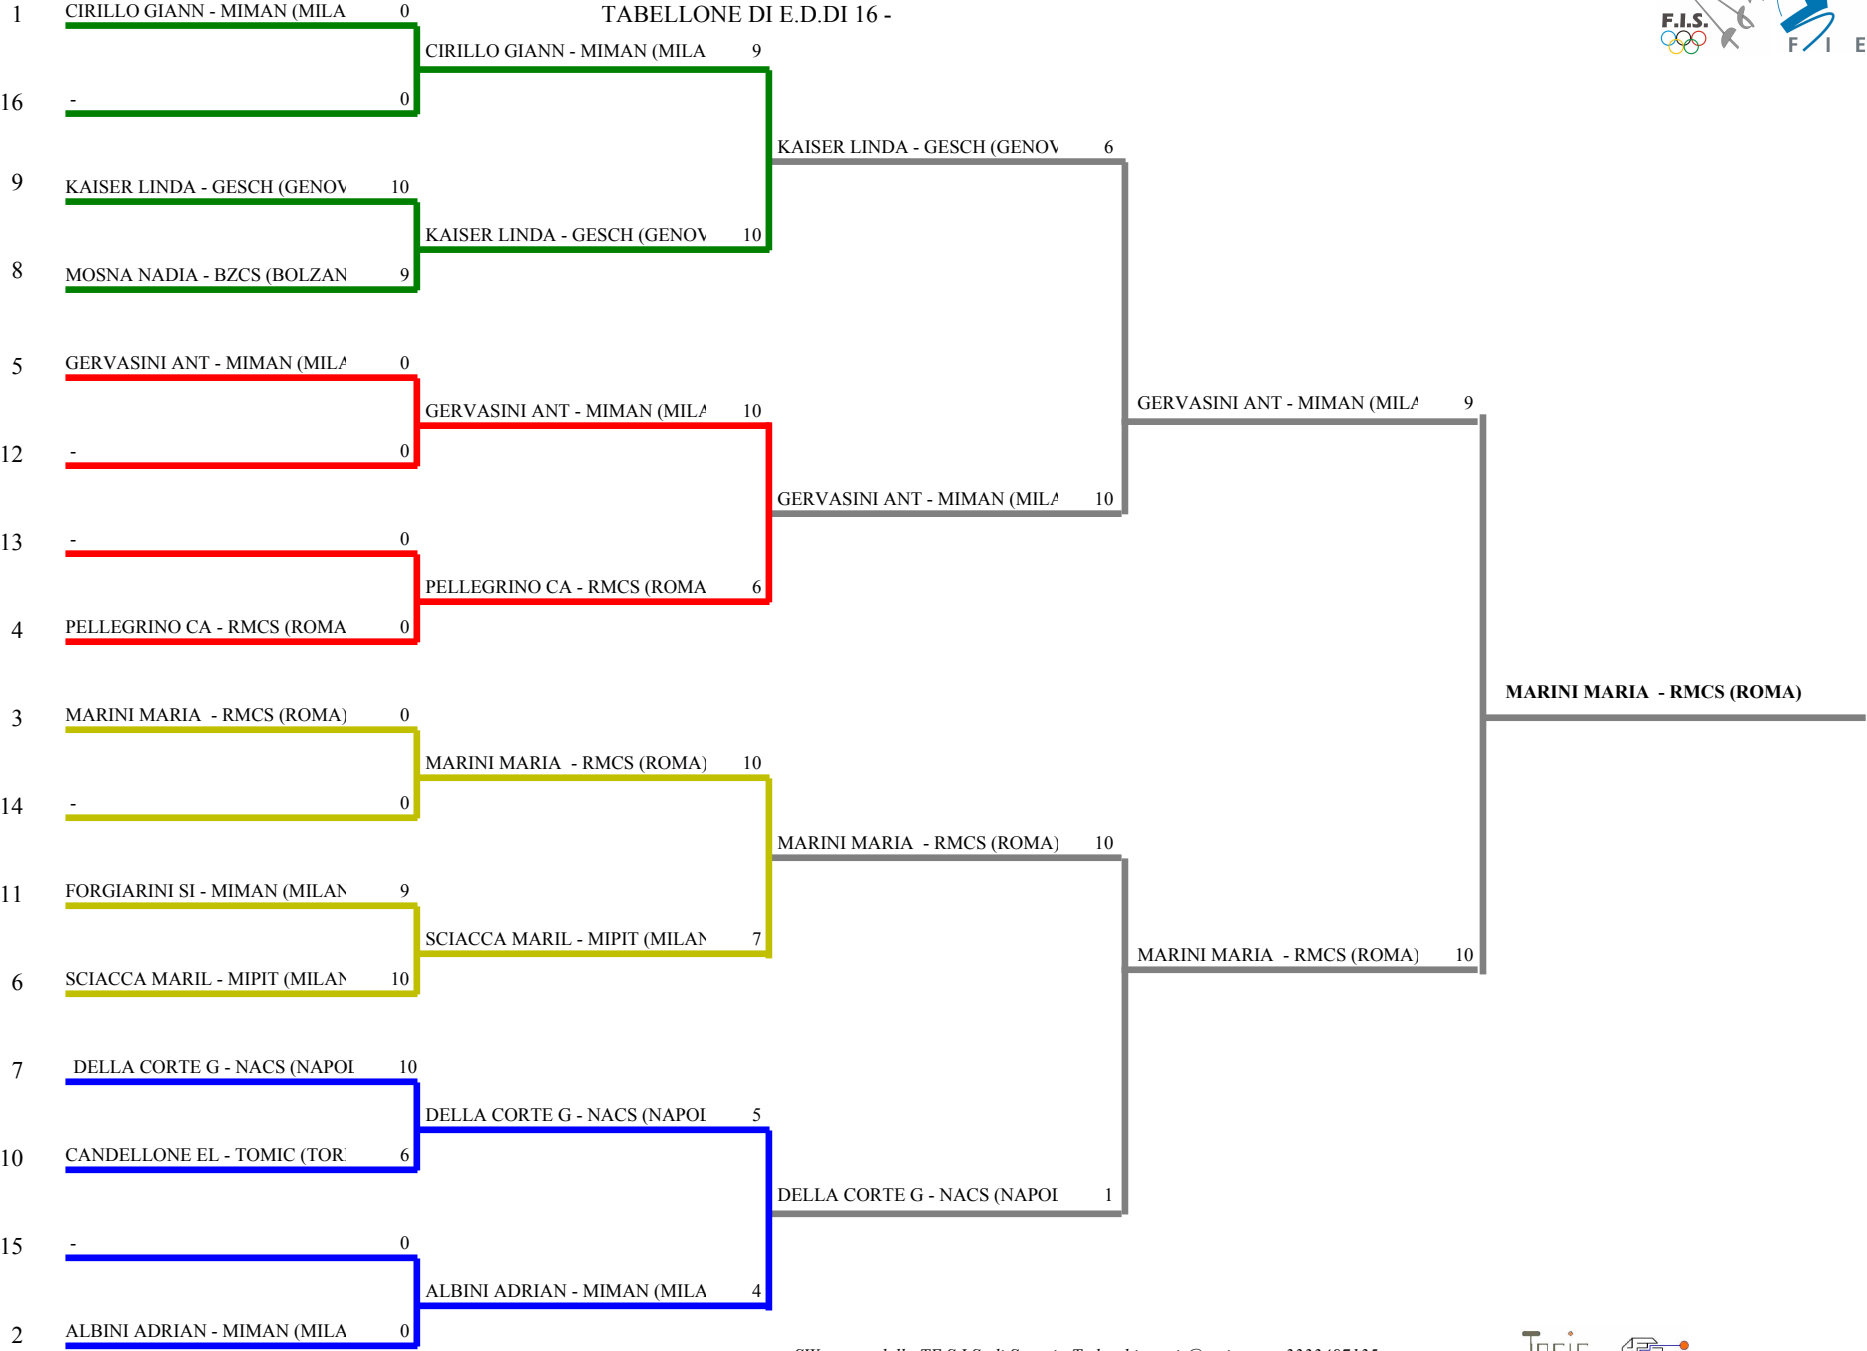 TABELLONE DI E.D.DI 16 -
F.I.S.
F I E
1 CIRILLO GIANN - MIMAN (MILA 0
CIRILLO GIANN - MIMAN (MILA 9
16 - 0
KAISER LINDA - GESCH (GENOV 6
9 KAISER LINDA - GESCH (GENOV 10
KAISER LINDA - GESCH (GENOV 10
8 MOSNA NADIA - BZCS (BOLZAN 9
5 GERVASINI ANT - MIMAN (MILA 0
GERVASINI ANT - MIMAN (MILA 9
GERVASINI ANT - MIMAN (MILA 10
12 - 0
GERVASINI ANT - MIMAN (MILA 10
13 - 0
PELLEGRINO CA - RMCS (ROMA 6
4 PELLEGRINO CA - RMCS (ROMA 0
MARINI MARIA - RMCS (ROMA)
3 MARINI MARIA - RMCS (ROMA) 0
MARINI MARIA - RMCS (ROMA) 10
14 - 0
MARINI MARIA - RMCS (ROMA) 10
11 FORGIARINI SI - MIMAN (MILAN 9
SCIACCA MARIL - MIPIT (MILAN 7
MARINI MARIA - RMCS (ROMA) 10
6 SCIACCA MARIL - MIPIT (MILAN 10
7 DELLA CORTE G - NACS (NAPOL 10
DELLA CORTE G - NACS (NAPOL 5
10 CANDELLONE EL - TOMIC (TOR 6
DELLA CORTE G - NACS (NAPOL 1
15 - 0
ALBINI ADRIAN - MIMAN (MILA 4
2 ALBINI ADRIAN - MIMAN (MILA 0